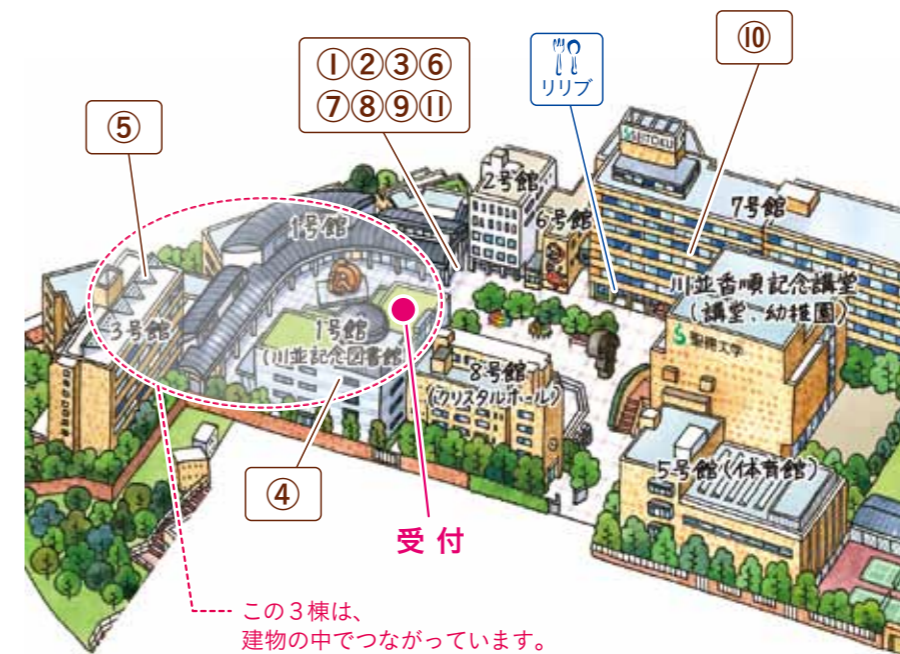 ⑤
①②③⑥
⑦⑧⑨⑪
リリブ
⑩
SEITOKU
2号館
6号館
7号館
1号館
3号館
1号館
(川並記念図書館)
8号館
(クリスタルホール)
川並香順記念講堂
(講堂、幼稚園)
聖徳大学
5号館(体育館)
④
受付
この3棟は、
建物の中でつながっています。